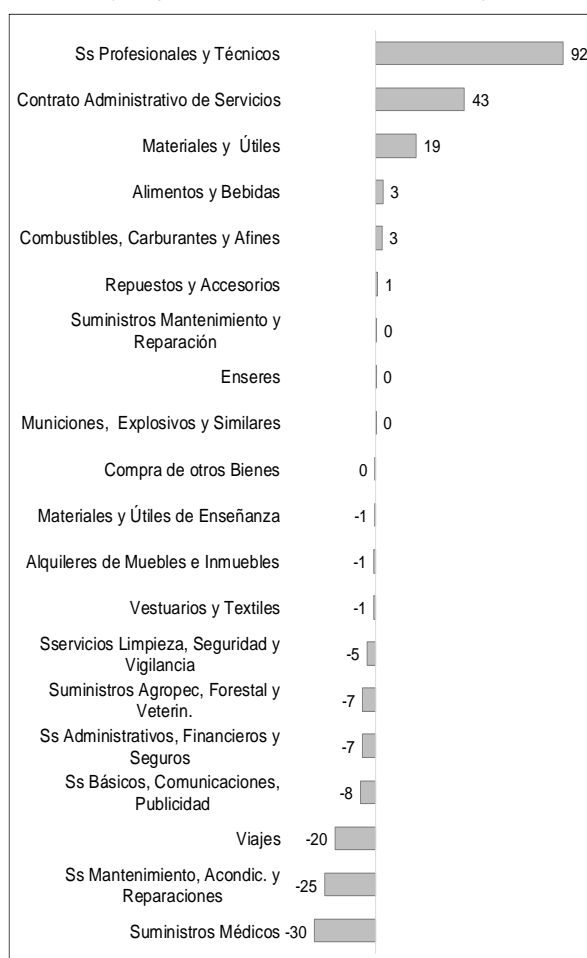 Ss Profesionales y Técnicos 92
Contrato Administrativo de Servicios 43
Materiales y Útiles 19
Alimentos y Bebidas 3
Combustibles, Carburantes y Afines 3
Repuestos y Accesorios 1
Suministros Mantenimiento y
Reparación 0
Enseres 0
Municiones, Explosivos y Similares 0
Compra de otros Bienes 0
Materiales y Útiles de Enseñanza -1
Alquileres de Muebles e Inmuebles -1
Vestuarios y Textiles -1
Sservicios Limpieza, Seguridad y
Vigilancia -5
Suministros Agropec, Forestal y
Veterin. -7
Ss Administrativos, Financieros y
Seguros -7
Ss Básicos, Comunicaciones,
Publicidad -8
Viajes -20
Ss Mantenimiento, Acondic. y
Reparaciones -25
Suministros Médicos -30